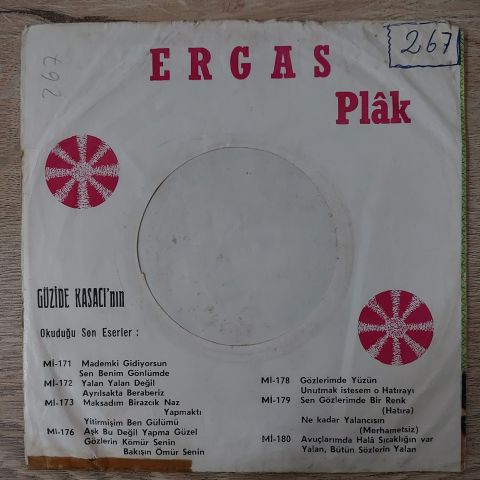 267
267
ERGAS
Plâk
GÜZİDE KASACI'nın
Okuduğu Son Eserler :
Mİ-171 Mademki Gidiyorsun
Sen Benim Gönlümde
Mİ-172 Yalan Yalan Değil
Ayrılsakta Beraberiz
Mİ-173 Maksadım Birazcık Naz
Yapmaktı
Yitirmişim Ben Gülümü
Mİ-176 Aşk Bu Değil Yapma Güzel
Gözlerin Kömür Senin
Bakışın Ömür Senin
Mİ-178 Gözlerimde Yüzün
Unutmak istesem o Hatırayı
Mİ-179 Sen Gözlerimde Bir Renk
(Hatıra)
Ne kadar Yalancısın
(Merhametsiz)
Mİ-180 Avuçlarımda Halâ Sıcaklığın var
Yalan, Bütün Sözlerin Yalan